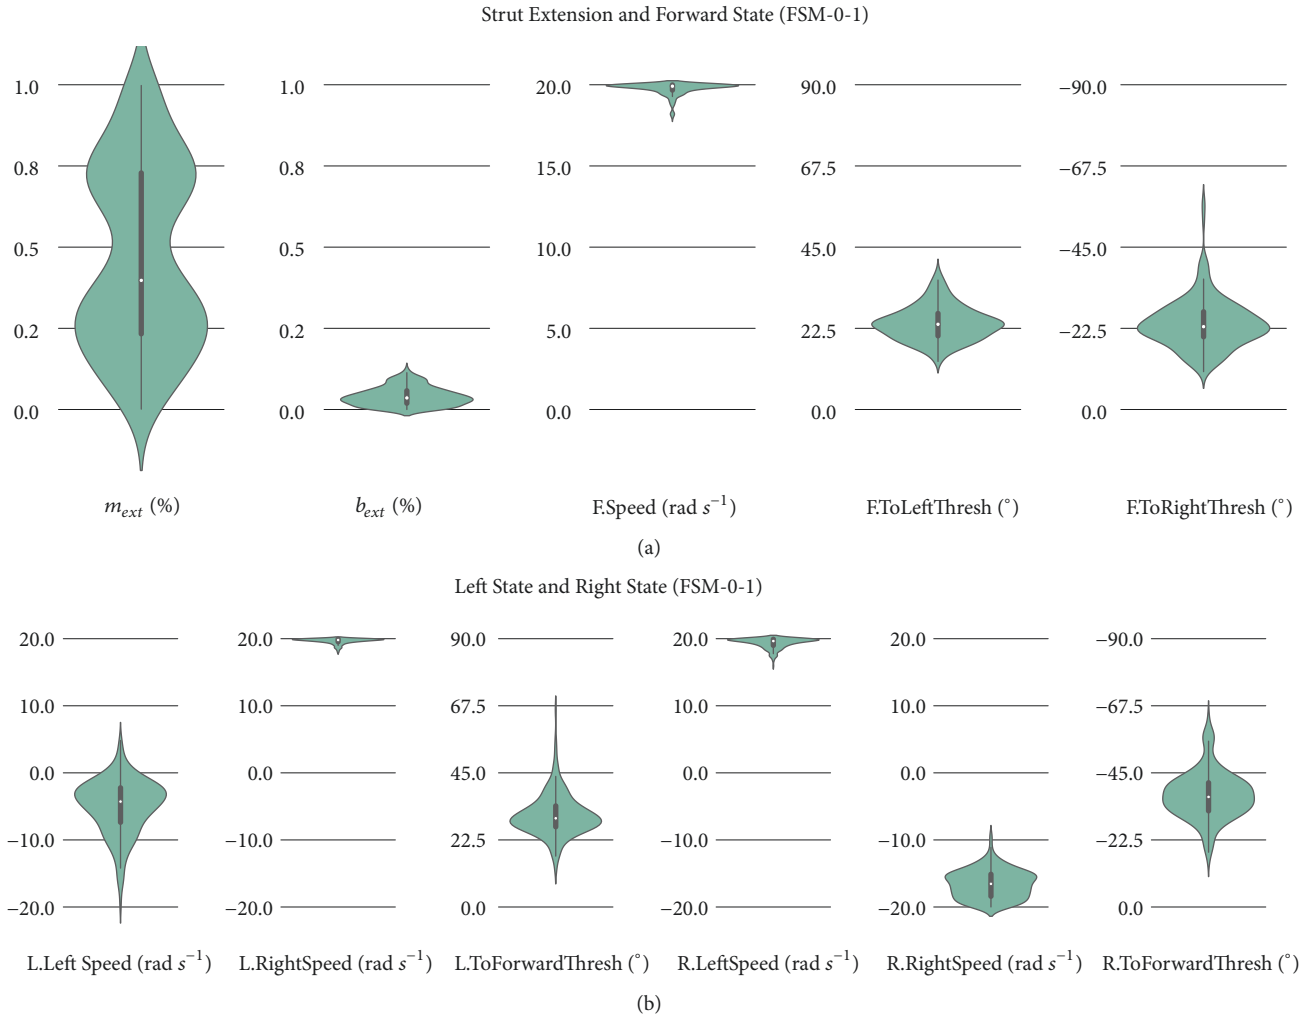 Strut Extension and Forward State (FSM-0-1)
1.0 1.0 20.0 90.0 −90.0
0.8 0.8 15.0 67.5 −67.5
0.5 0.5 10.0 45.0 −45.0
0.2 0.2 5.0 22.5 −22.5
0.0 0.0 0.0 0.0 0.0
m_ext (%) b_ext (%) F.Speed (rad s⁻¹) F.ToLeftThresh (°) F.ToRightThresh (°)
(a)
Left State and Right State (FSM-0-1)
20.0 20.0 90.0 20.0 20.0 −90.0
10.0 10.0 67.5 10.0 10.0 −67.5
0.0 0.0 45.0 0.0 0.0 −45.0
−10.0 −10.0 22.5 −10.0 −10.0 −22.5
−20.0 −20.0 0.0 −20.0 −20.0 0.0
L.Left Speed (rad s⁻¹) L.RightSpeed (rad s⁻¹) L.ToForwardThresh (°) R.LeftSpeed (rad s⁻¹) R.RightSpeed (rad s⁻¹) R.ToForwardThresh (°)
(b)